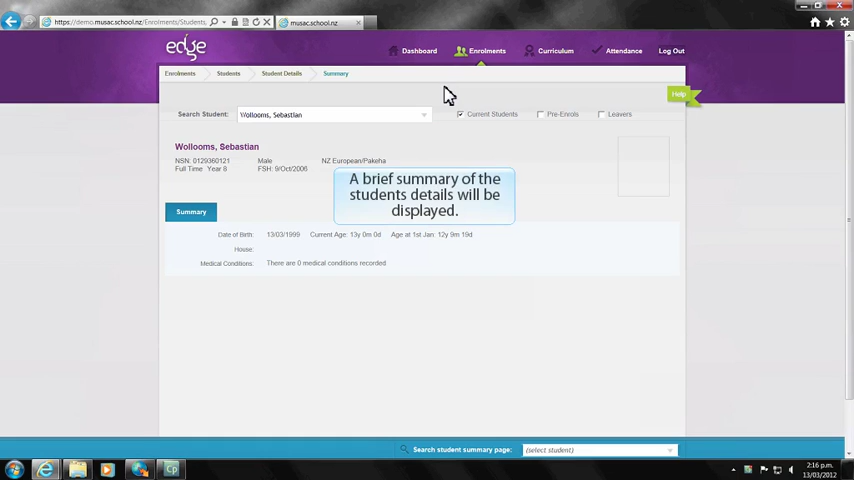 https://demo.musac.school.nz/Enrolments/Students,
musac.school.nz
edge
Dashboard
Enrolments
Curriculum
Attendance
Log Out
Enrolments
Students
Student Details
Summary
Help
Search Student:
Wollooms, Sebastian
Current Students
Pre-Enrols
Leavers
Wollooms, Sebastian
NSN: 0129360121
Male
NZ European/Pakeha
Full Time Year 8
FSH: 9/Oct/2006
A brief summary of the
students details will be
displayed.
Summary
Date of Birth:
13/03/1999
Current Age: 13y 0m 0d
Age at 1st Jan: 12y 9m 19d
House:
Medical Conditions:
There are 0 medical conditions recorded
Search student summary page:
(select student)
Cp
2:16 p.m.
13/03/2012